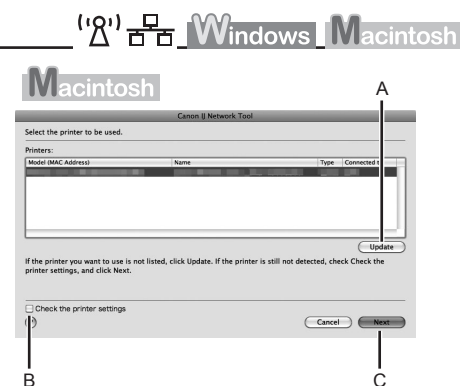 Windows Macintosh
Macintosh
A
Canon IJ Network Tool
Select the printer to be used.
Printers:
Model (MAC Address) Name Type Connected t
Update
If the printer you want to use is not listed, click Update. If the printer is still not detected, check Check the
printer settings, and click Next.
Check the printer settings
Cancel Next
B C